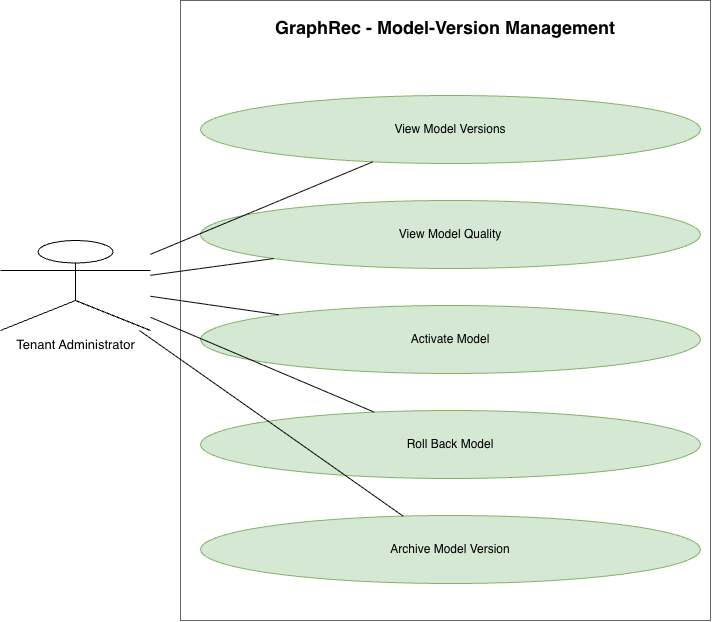 GraphRec - Model-Version Management
View Model Versions
View Model Quality
Activate Model
Tenant Administrator
Roll Back Model
Archive Model Version